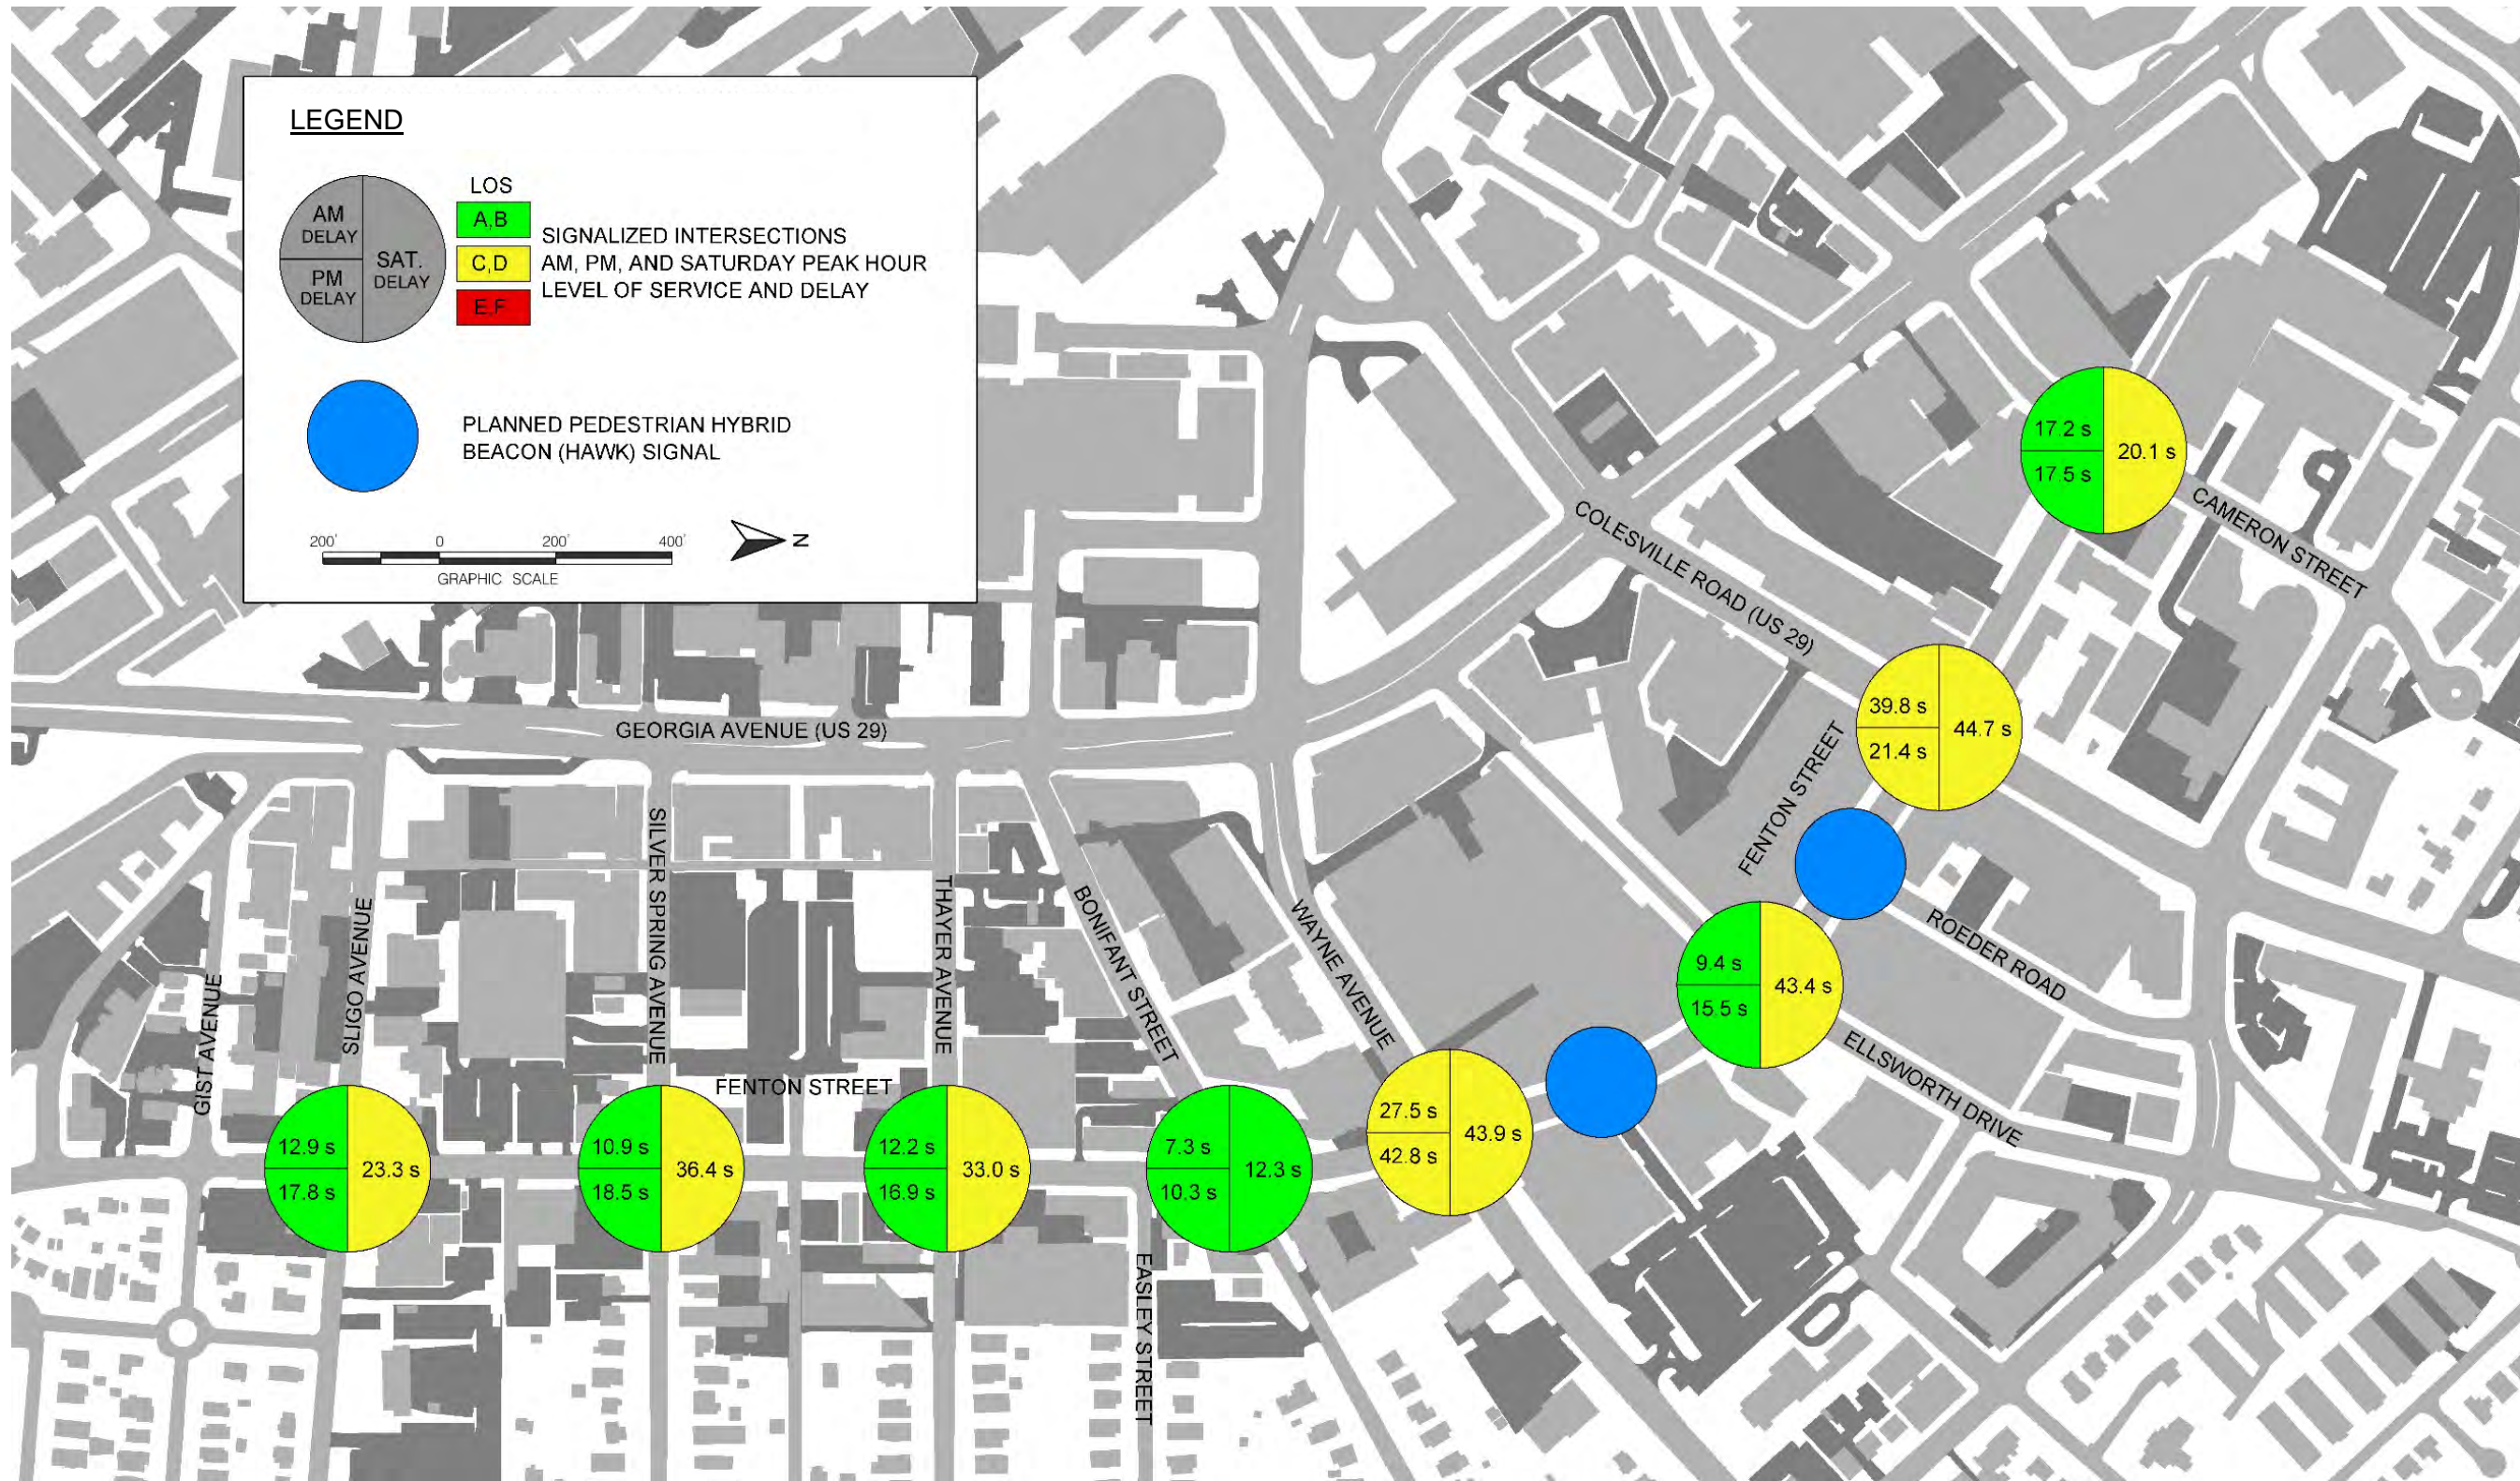 LEGEND
AM
DELAY
PM
DELAY
SAT.
DELAY
LOS
A,B
C,D
E,F
SIGNALIZED INTERSECTIONS
AM, PM, AND SATURDAY PEAK HOUR
LEVEL OF SERVICE AND DELAY
PLANNED PEDESTRIAN HYBRID
BEACON (HAWK) SIGNAL
200' 0 200' 400'
GRAPHIC SCALE
N
17.2 s
17.5 s
20.1 s
CAMERON STREET
COLESVILLE ROAD (US 29)
39.8 s
21.4 s
44.7 s
GEORGIA AVENUE (US 29)
FENTON STREET
SILVER SPRING AVENUE
THAYER AVENUE
BONIFANT STREET
WAYNE AVENUE
SLIGO AVENUE
GIST AVENUE
ROEDER ROAD
9.4 s
15.5 s
43.4 s
ELLSWORTH DRIVE
FENTON STREET
12.9 s
17.8 s
23.3 s
10.9 s
18.5 s
36.4 s
12.2 s
16.9 s
33.0 s
7.3 s
10.3 s
12.3 s
27.5 s
42.8 s
43.9 s
EASLEY STREET